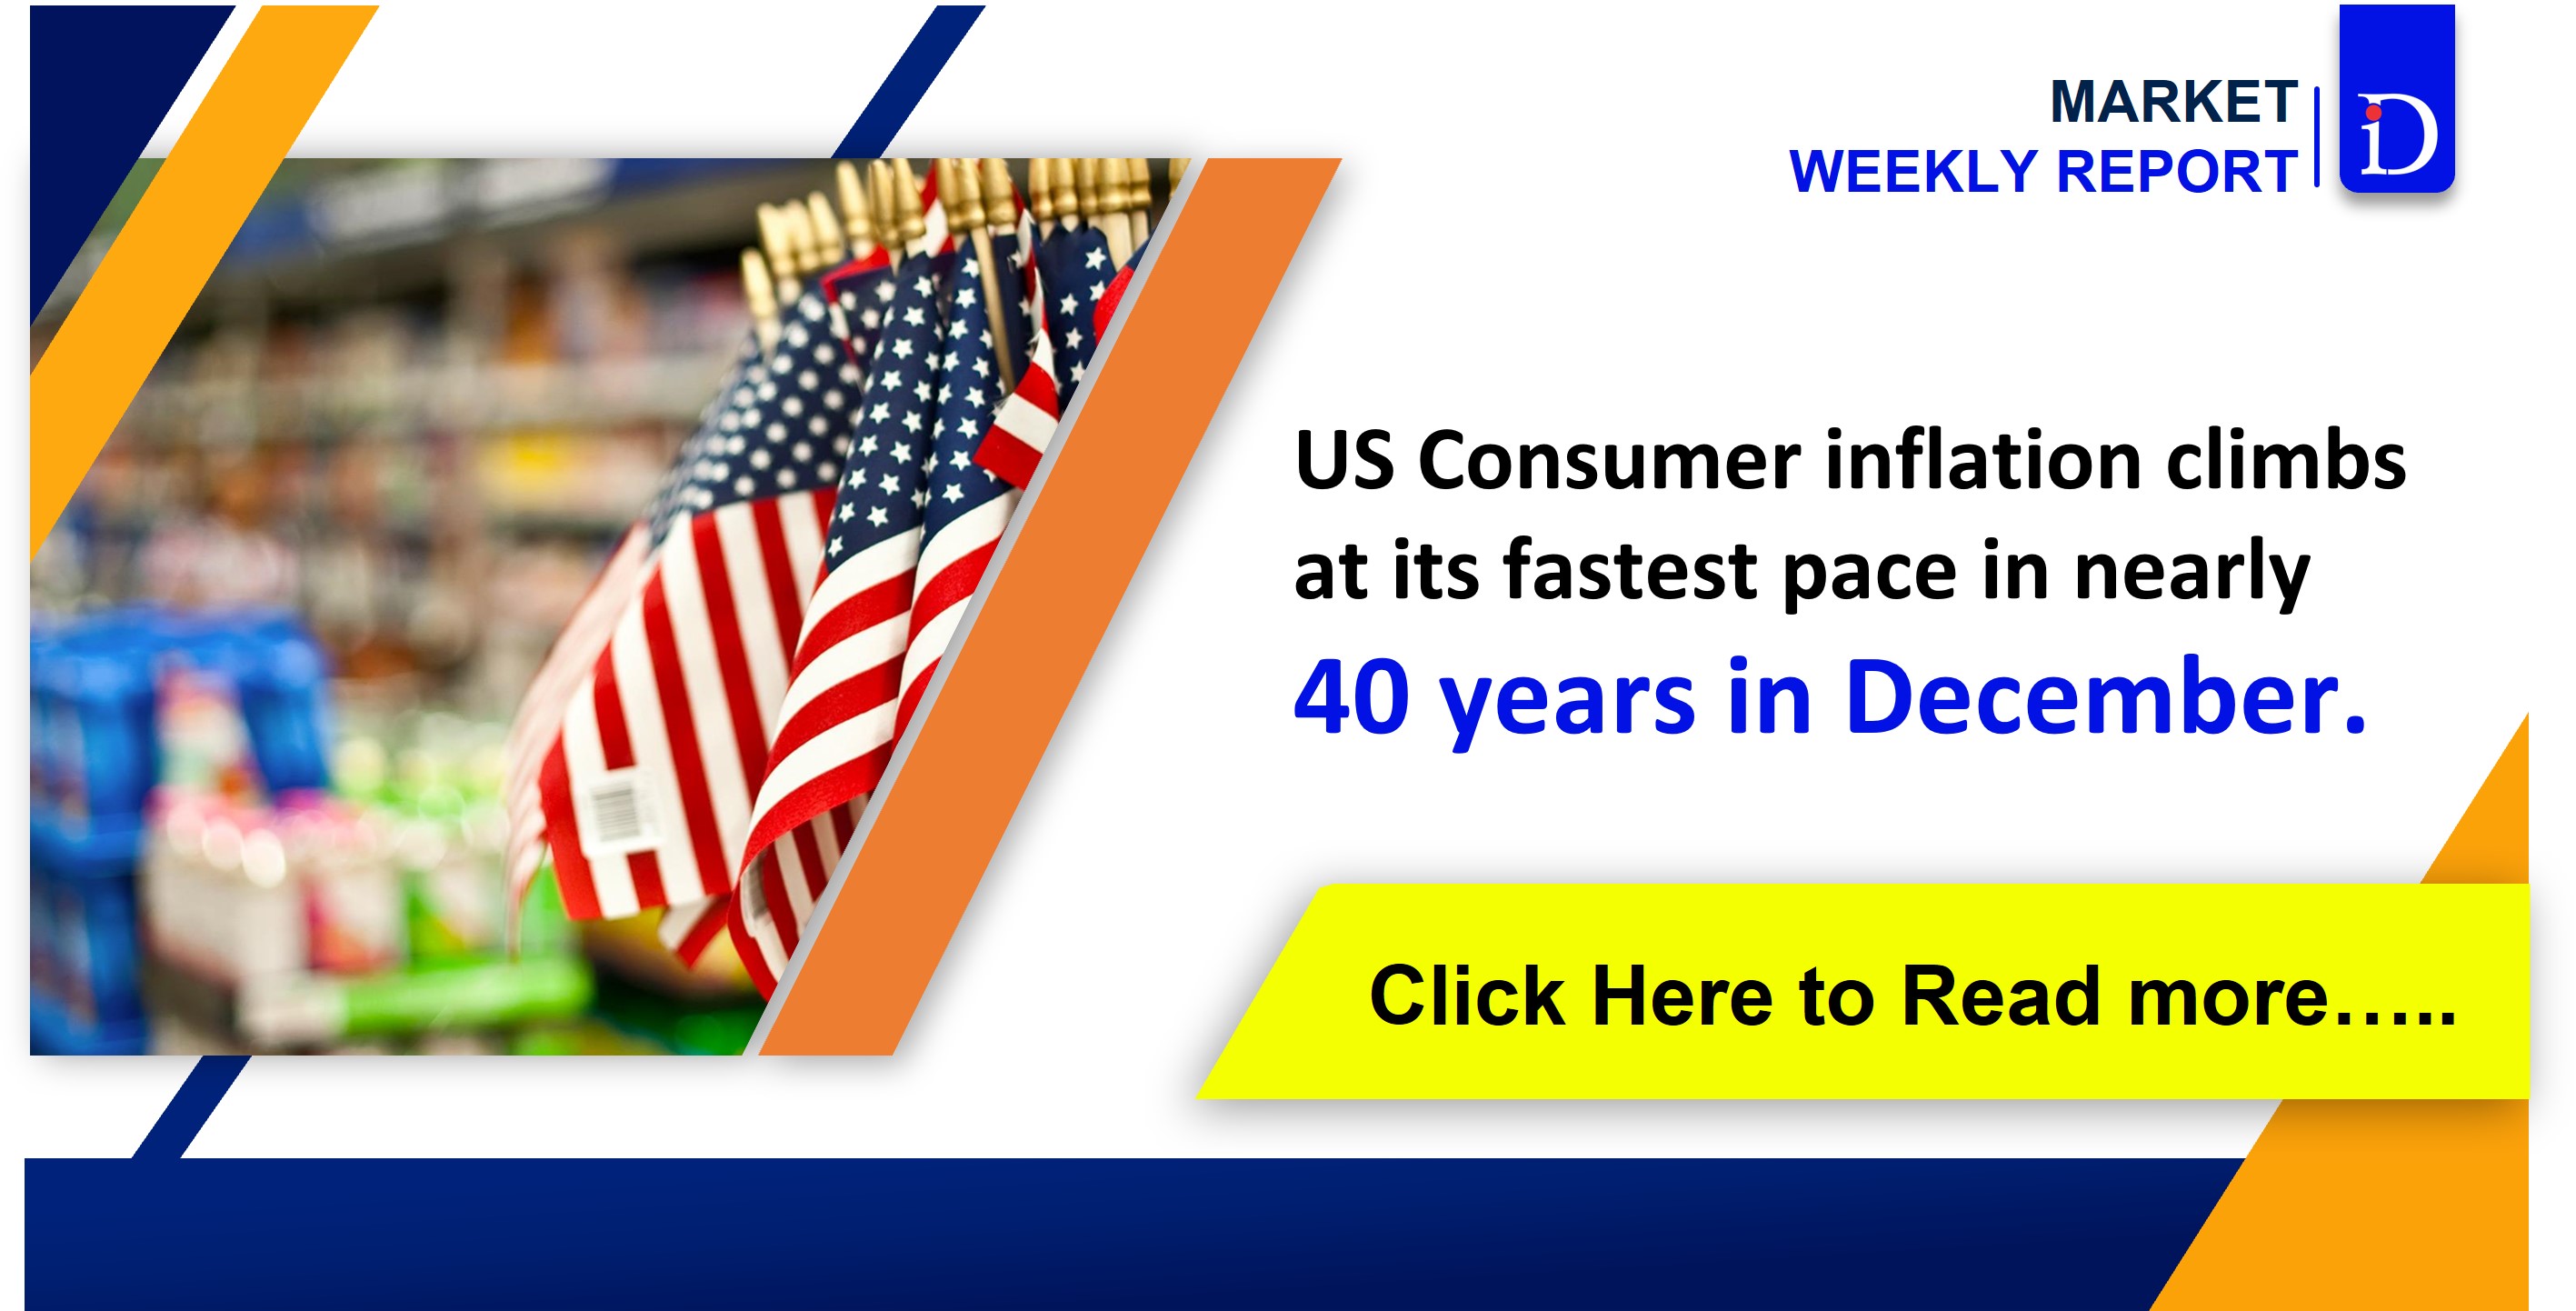 MARKET
WEEKLY REPORT
iD
US Consumer inflation climbs
at its fastest pace in nearly
40 years in December.
Click Here to Read more…..